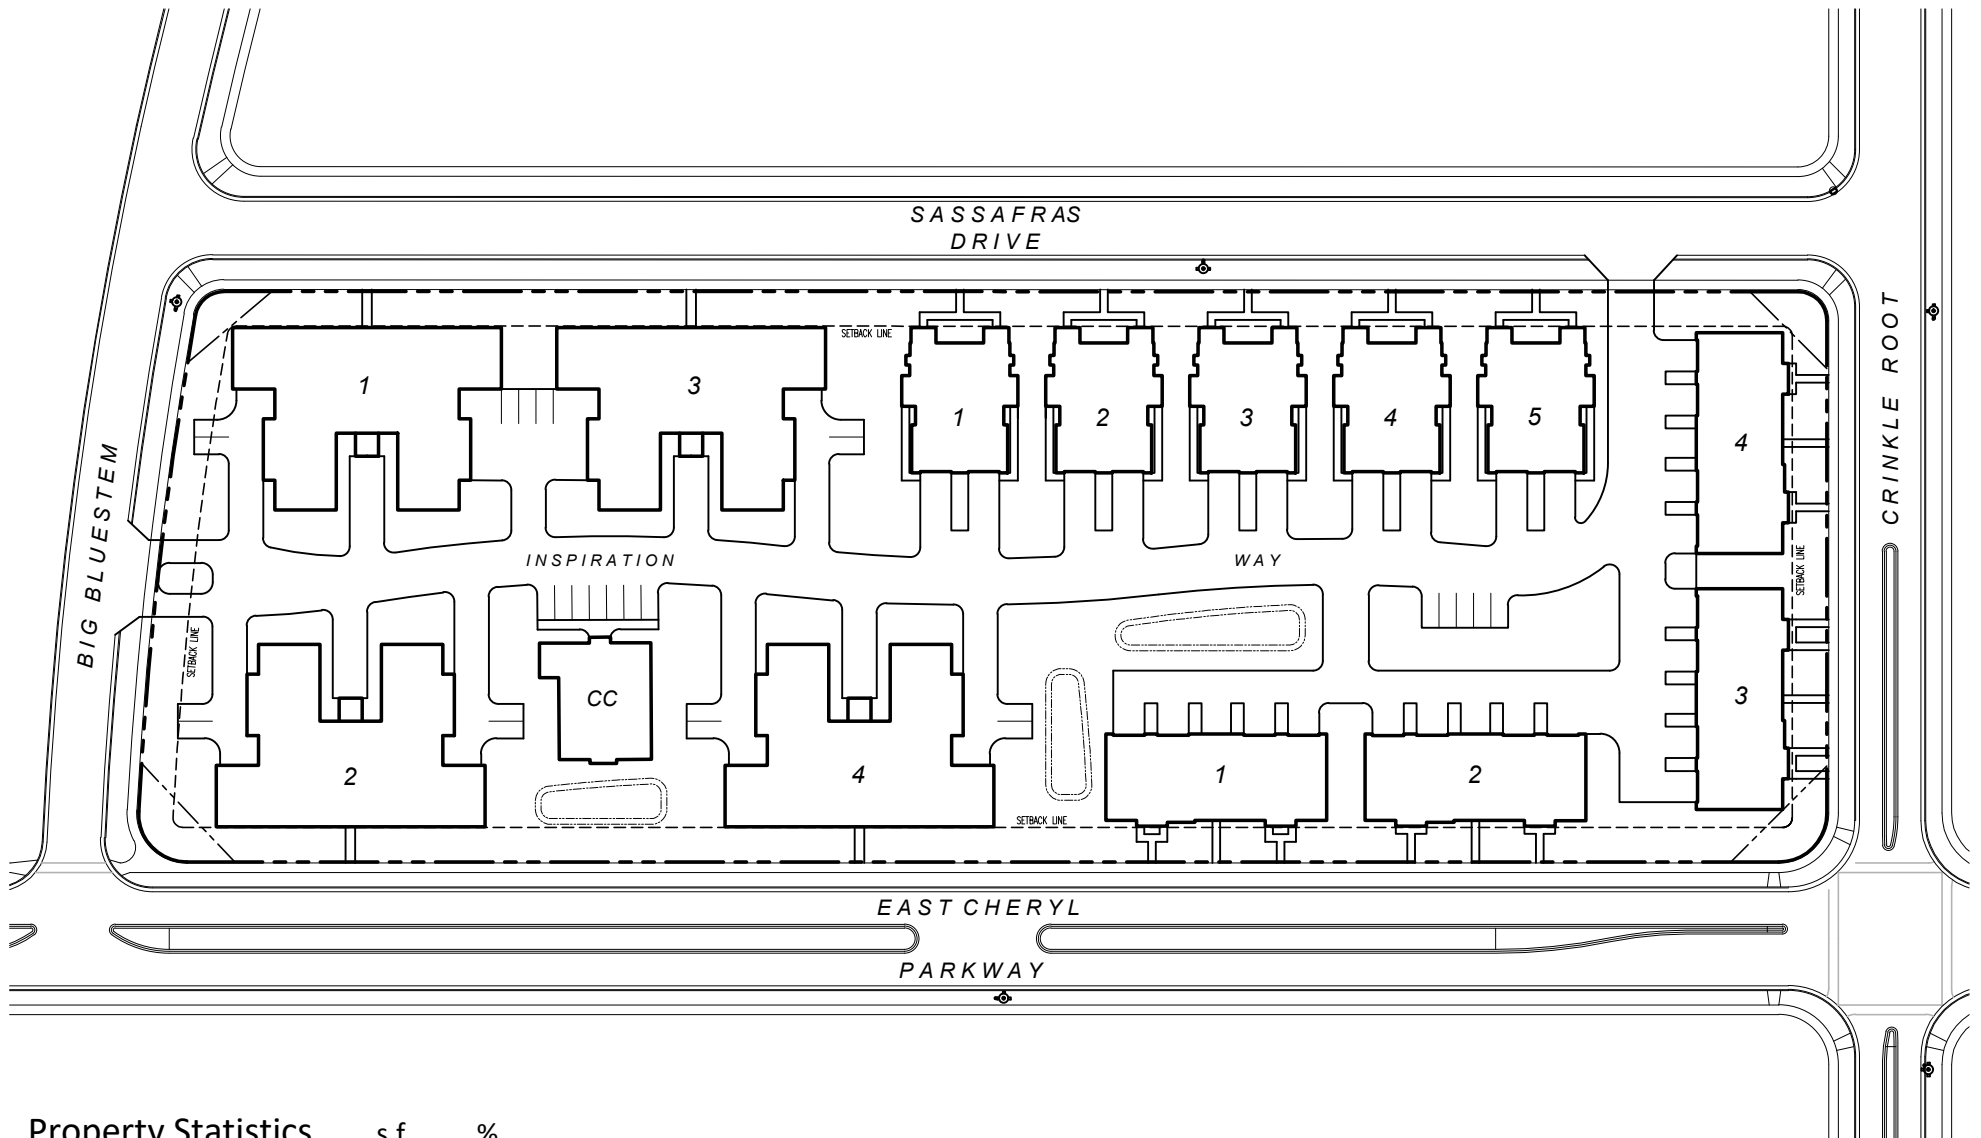 SASSAFRAS
DRIVE
CRINKLE ROOT
BIG BLUESTEM
SETBACK LINE
1
3
1
2
3
4
5
4
INSPIRATION
WAY
SETBACK LINE
SETBACK LINE
CC
3
2
4
1
2
SETBACK LINE
EAST CHERYL
PARKWAY
Property Statistics s.f. %